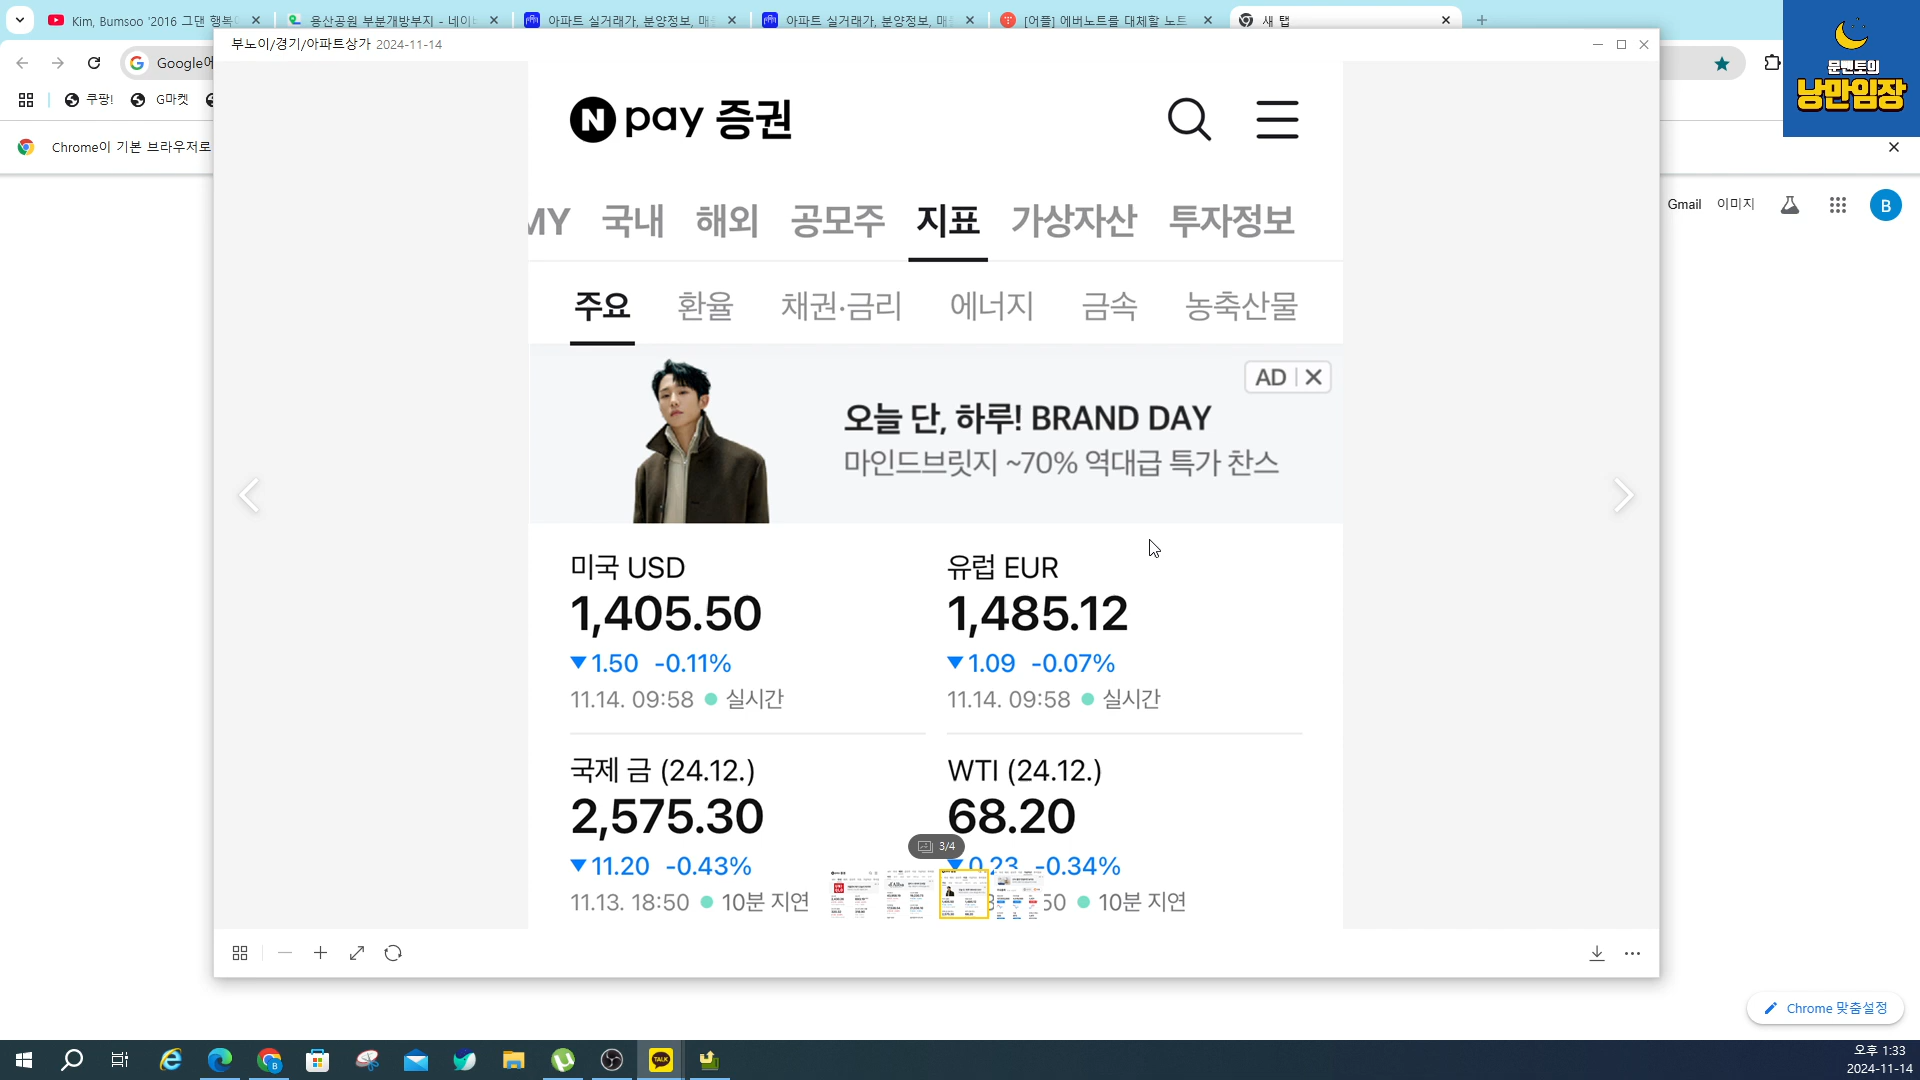 Kim, Bumsoo '2016 그댄 행복
용산공원 부분개방부지 - 네이
아파트 실거래가, 분양정보, 매
아파트 실거래가, 분양정보, 매
[어플] 에버노트를 대체할 노트
새 탭
부노이/경기/아파트상가 2024-11-14
문멘토의
낭만임장
Google에
쿠팡!
G마켓
Chrome이 기본 브라우저로
Gmail 이미지
B
N pay 증권
MY 국내 해외 공모주 지표 가상자산 투자정보
주요 환율 채권·금리 에너지 금속 농축산물
AD
오늘 단, 하루! BRAND DAY
마인드브릿지 ~70% 역대급 특가 찬스
미국 USD 유럽 EUR
1,405.50 1,485.12
▼1.50 -0.11% ▼1.09 -0.07%
11.14. 09:58 실시간 11.14. 09:58 실시간
국제 금 (24.12.) WTI (24.12.)
2,575.30 68.20
3/4
▼11.20 -0.43% ▼0.23 -0.34%
11.13. 18:50 10분 지연 50 10분 지연
Chrome 맞춤설정
TALK
오후 1:33
2024-11-14